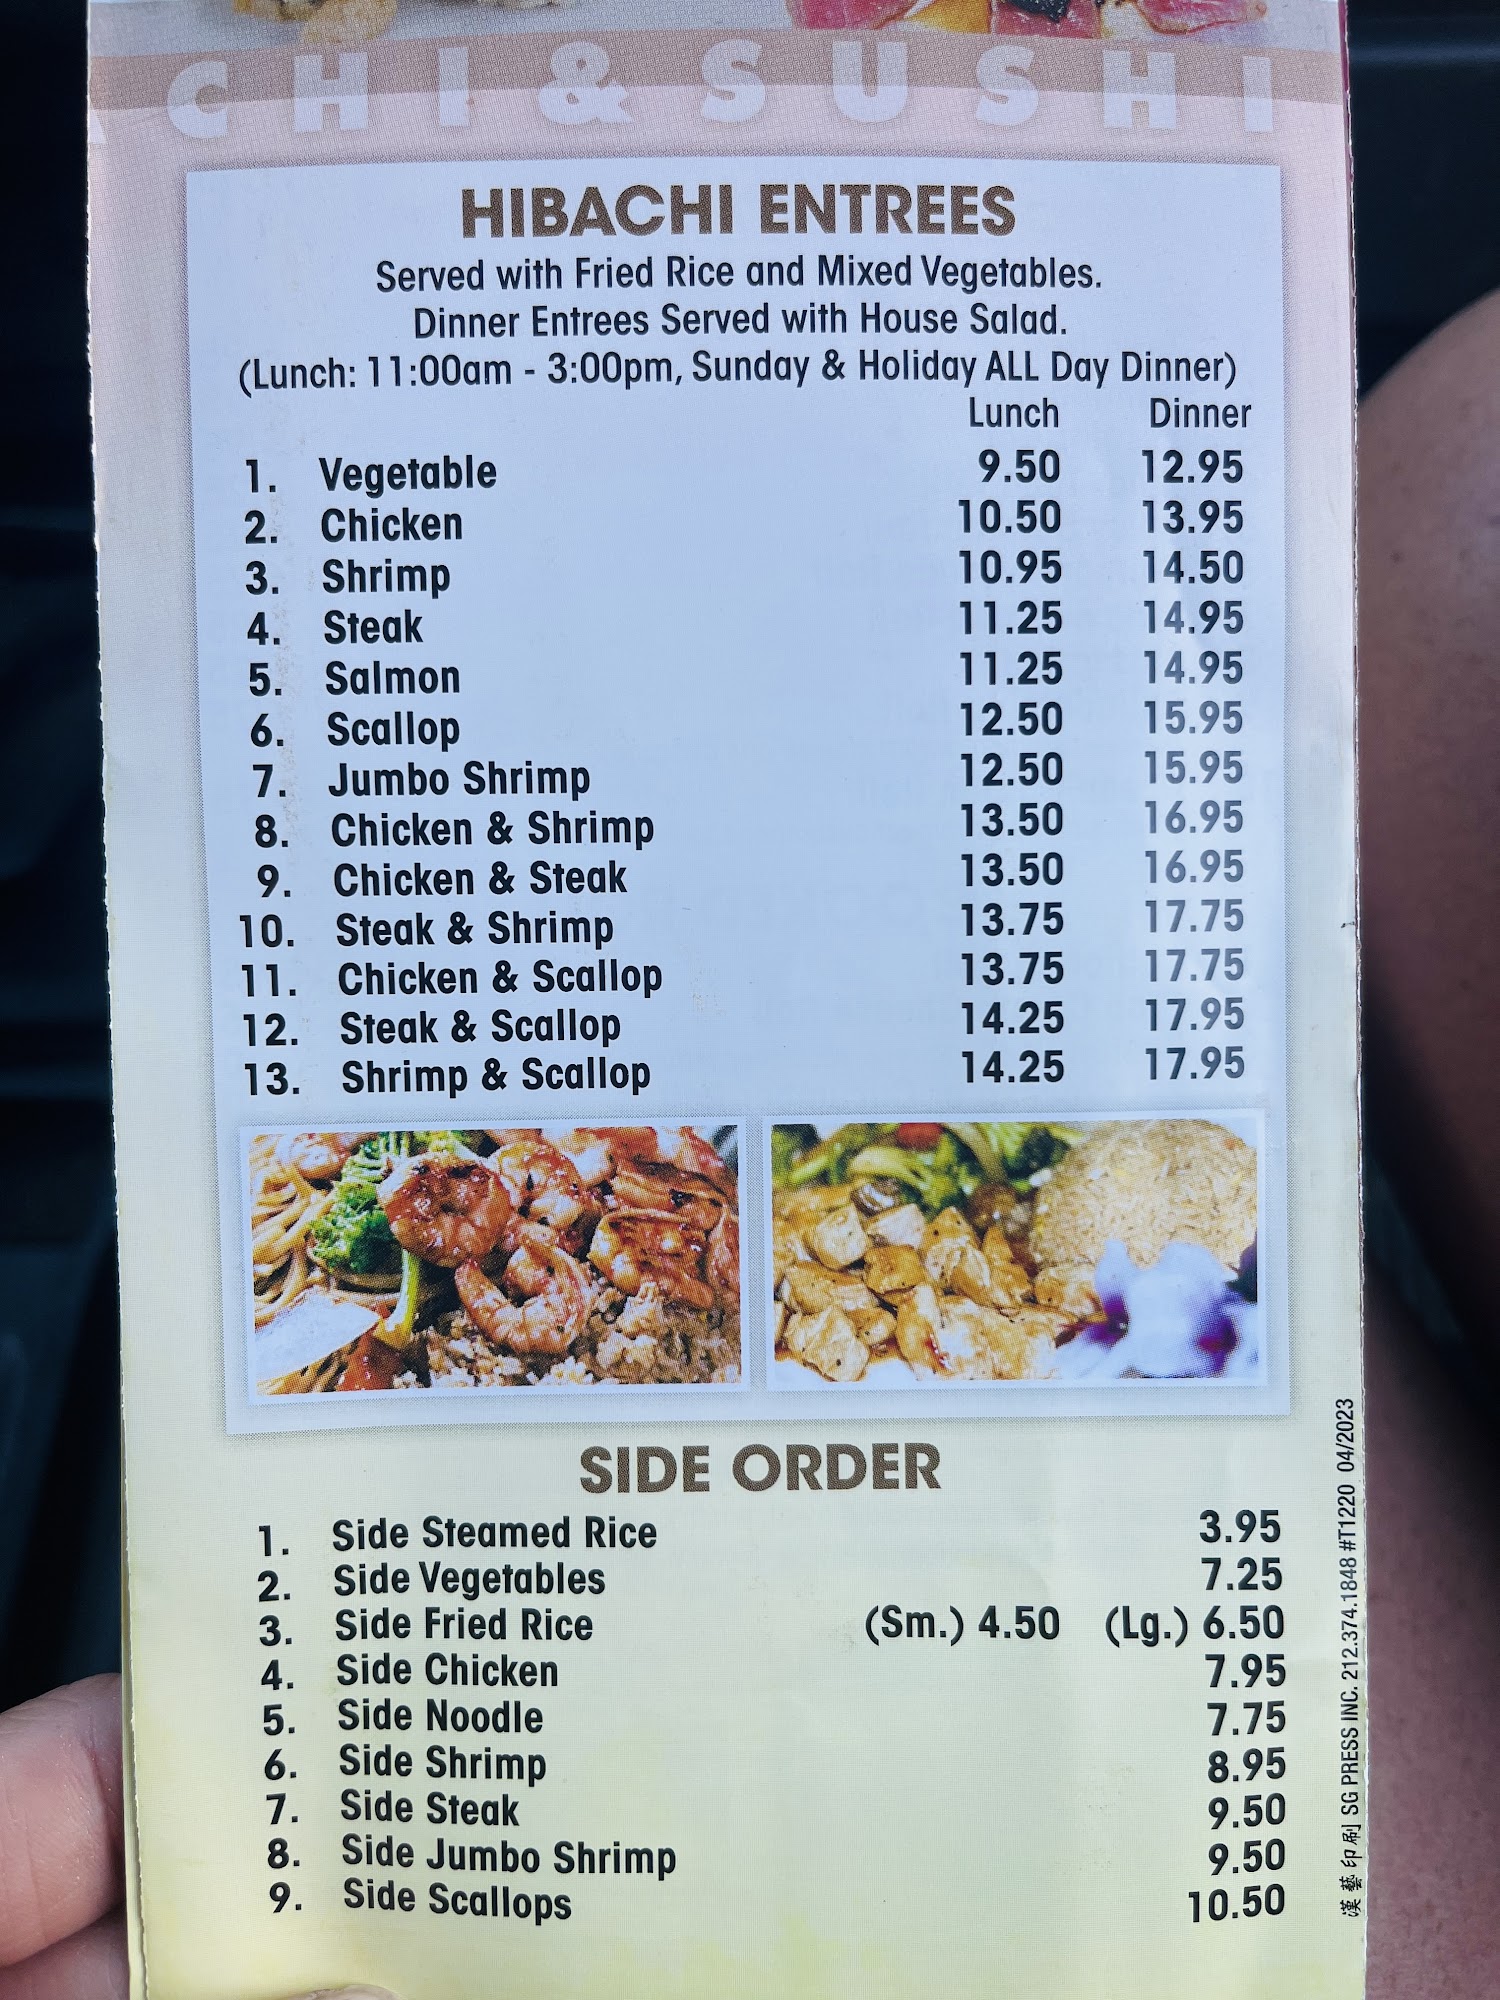 CHI & SUSHI
HIBACHI ENTREES
Served with Fried Rice and Mixed Vegetables.
Dinner Entrees Served with House Salad.
(Lunch: 11:00am - 3:00pm, Sunday & Holiday ALL Day Dinner)
Lunch Dinner
1. Vegetable 9.50 12.95
2. Chicken 10.50 13.95
3. Shrimp 10.95 14.50
4. Steak 11.25 14.95
5. Salmon 11.25 14.95
6. Scallop 12.50 15.95
7. Jumbo Shrimp 12.50 15.95
8. Chicken & Shrimp 13.50 16.95
9. Chicken & Steak 13.50 16.95
10. Steak & Shrimp 13.75 17.75
11. Chicken & Scallop 13.75 17.75
12. Steak & Scallop 14.25 17.95
13. Shrimp & Scallop 14.25 17.95
SIDE ORDER
1. Side Steamed Rice 3.95
2. Side Vegetables 7.25
3. Side Fried Rice (Sm.) 4.50 (Lg.) 6.50
4. Side Chicken 7.95
5. Side Noodle 7.75
6. Side Shrimp 8.95
7. Side Steak 9.50
8. Side Jumbo Shrimp 9.50
9. Side Scallops 10.50
漢藝印刷 SG PRESS INC. 212.374.1848 #T1220 04/2023